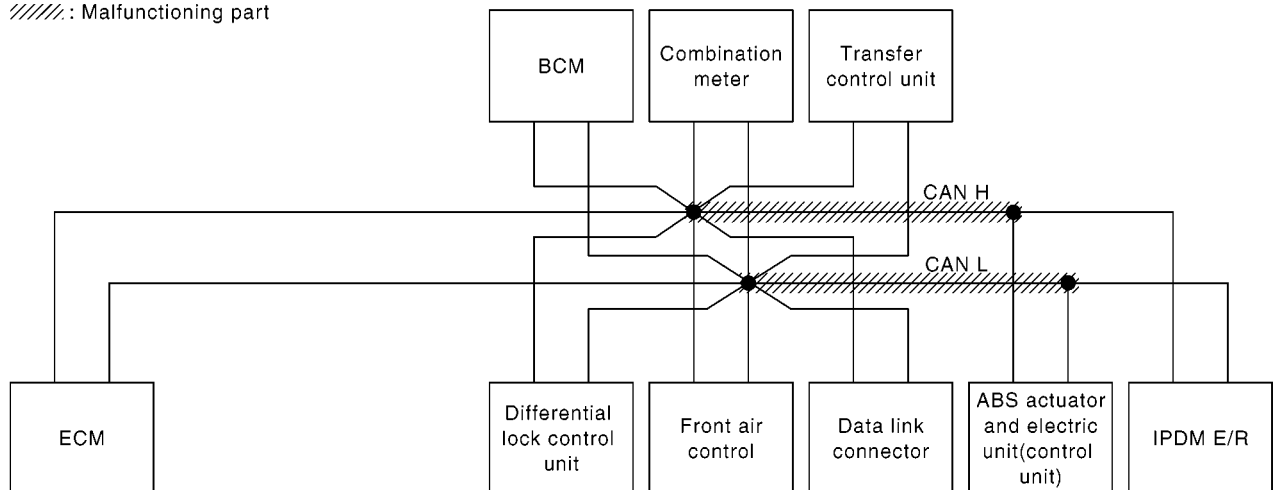 : Malfunctioning part
BCM
Combination
meter
Transfer
control unit
CAN H
CAN L
ECM
Differential
lock control
unit
Front air
control
Data link
connector
ABS actuator
and electric
unit(control
unit)
IPDM E/R